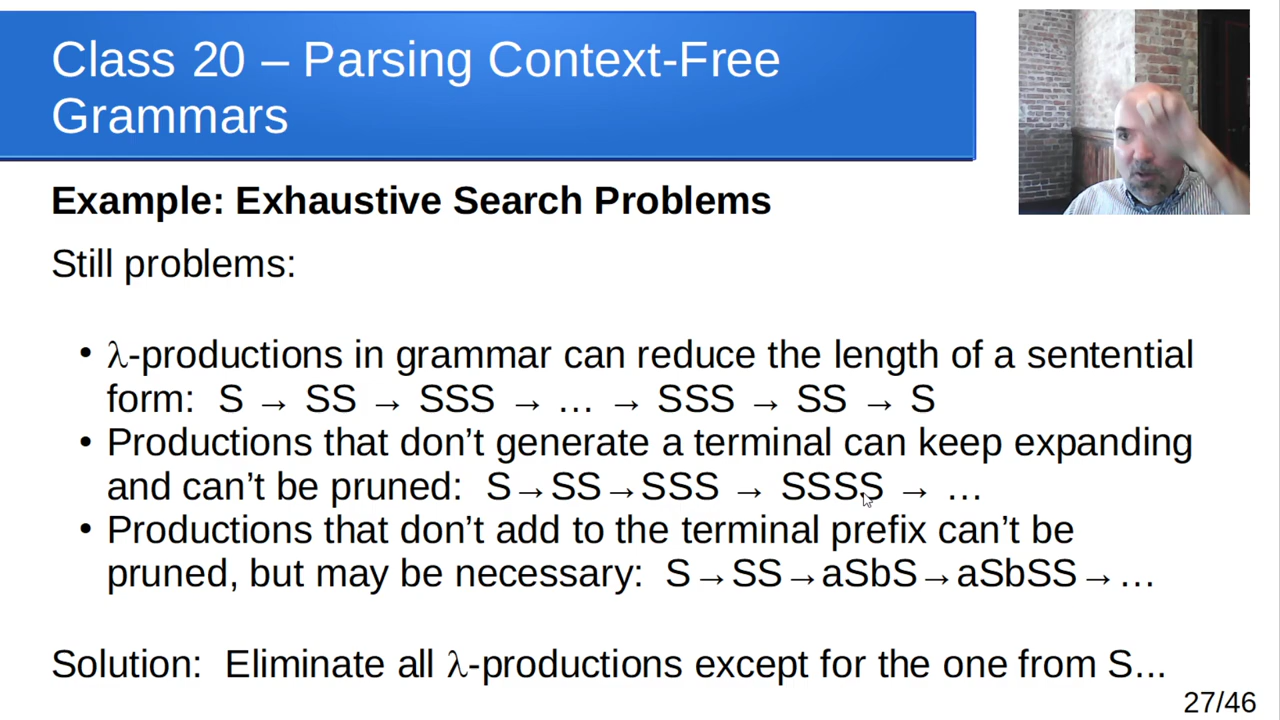 Class 20 – Parsing Context-Free
Grammars
Example: Exhaustive Search Problems
Still problems:
• λ-productions in grammar can reduce the length of a sentential
form:  S → SS → SSS → … → SSS → SS → S
• Productions that don’t generate a terminal can keep expanding
and can’t be pruned:  S→SS→SSS → SSSS → …
• Productions that don’t add to the terminal prefix can’t be
pruned, but may be necessary:  S→SS→aSbS→aSbSS→…
Solution:  Eliminate all λ-productions except for the one from S...
27/46